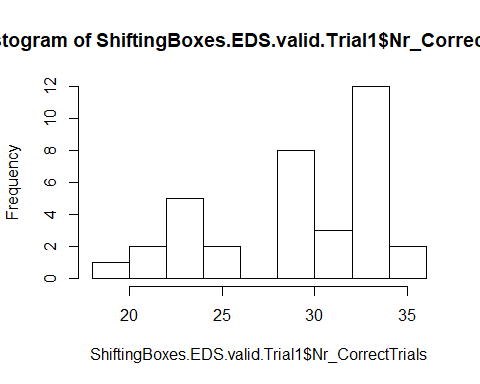 stogram of ShiftingBoxes.EDS.valid.Trial1$Nr_Correc
Frequency
12
10
8
6
4
2
0
20 25 30 35
ShiftingBoxes.EDS.valid.Trial1$Nr_CorrectTrials